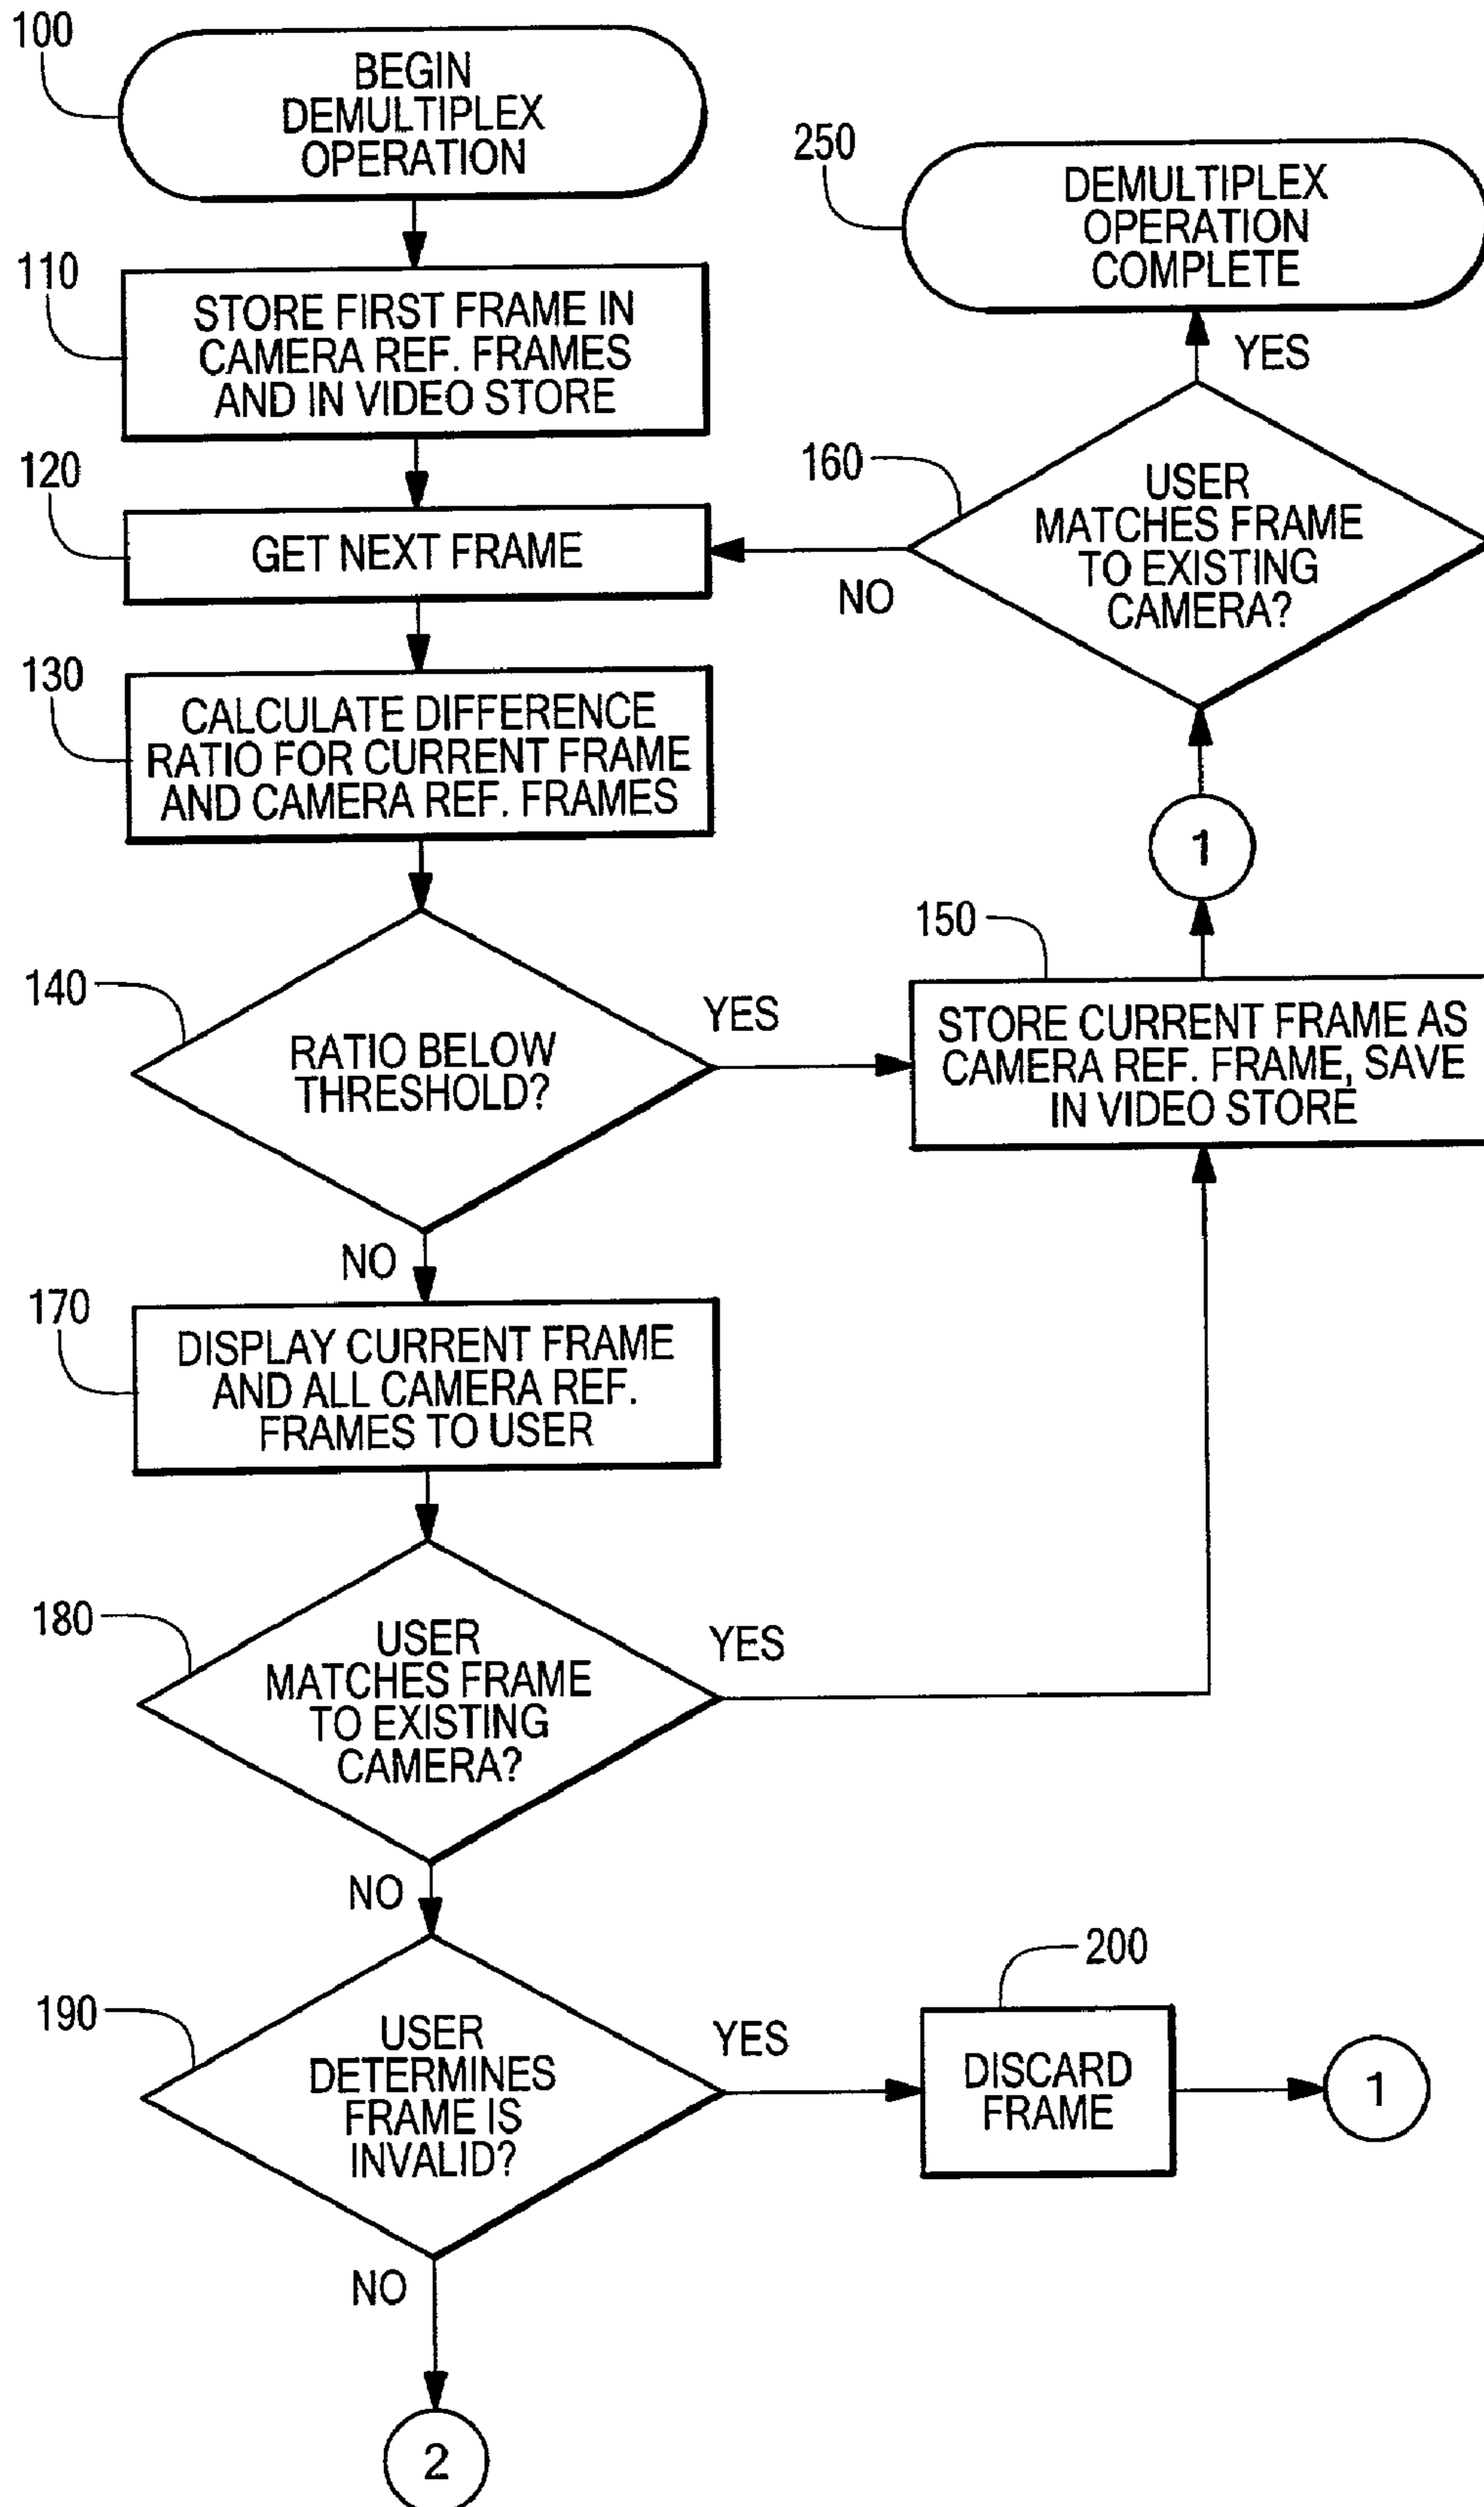 100
BEGIN
DEMULTIPLEX
OPERATION
110
STORE FIRST FRAME IN
CAMERA REF. FRAMES
AND IN VIDEO STORE
120
GET NEXT FRAME
130
CALCULATE DIFFERENCE
RATIO FOR CURRENT FRAME
AND CAMERA REF. FRAMES
140
RATIO BELOW
THRESHOLD?
YES
NO
170
DISPLAY CURRENT FRAME
AND ALL CAMERA REF.
FRAMES TO USER
180
USER
MATCHES FRAME
TO EXISTING
CAMERA?
YES
NO
190
USER
DETERMINES
FRAME IS
INVALID?
YES
NO
2
200
DISCARD
FRAME
1
250
DEMULTIPLEX
OPERATION
COMPLETE
YES
160
USER
MATCHES FRAME
TO EXISTING
CAMERA?
NO
1
150
STORE CURRENT FRAME AS
CAMERA REF. FRAME, SAVE
IN VIDEO STORE